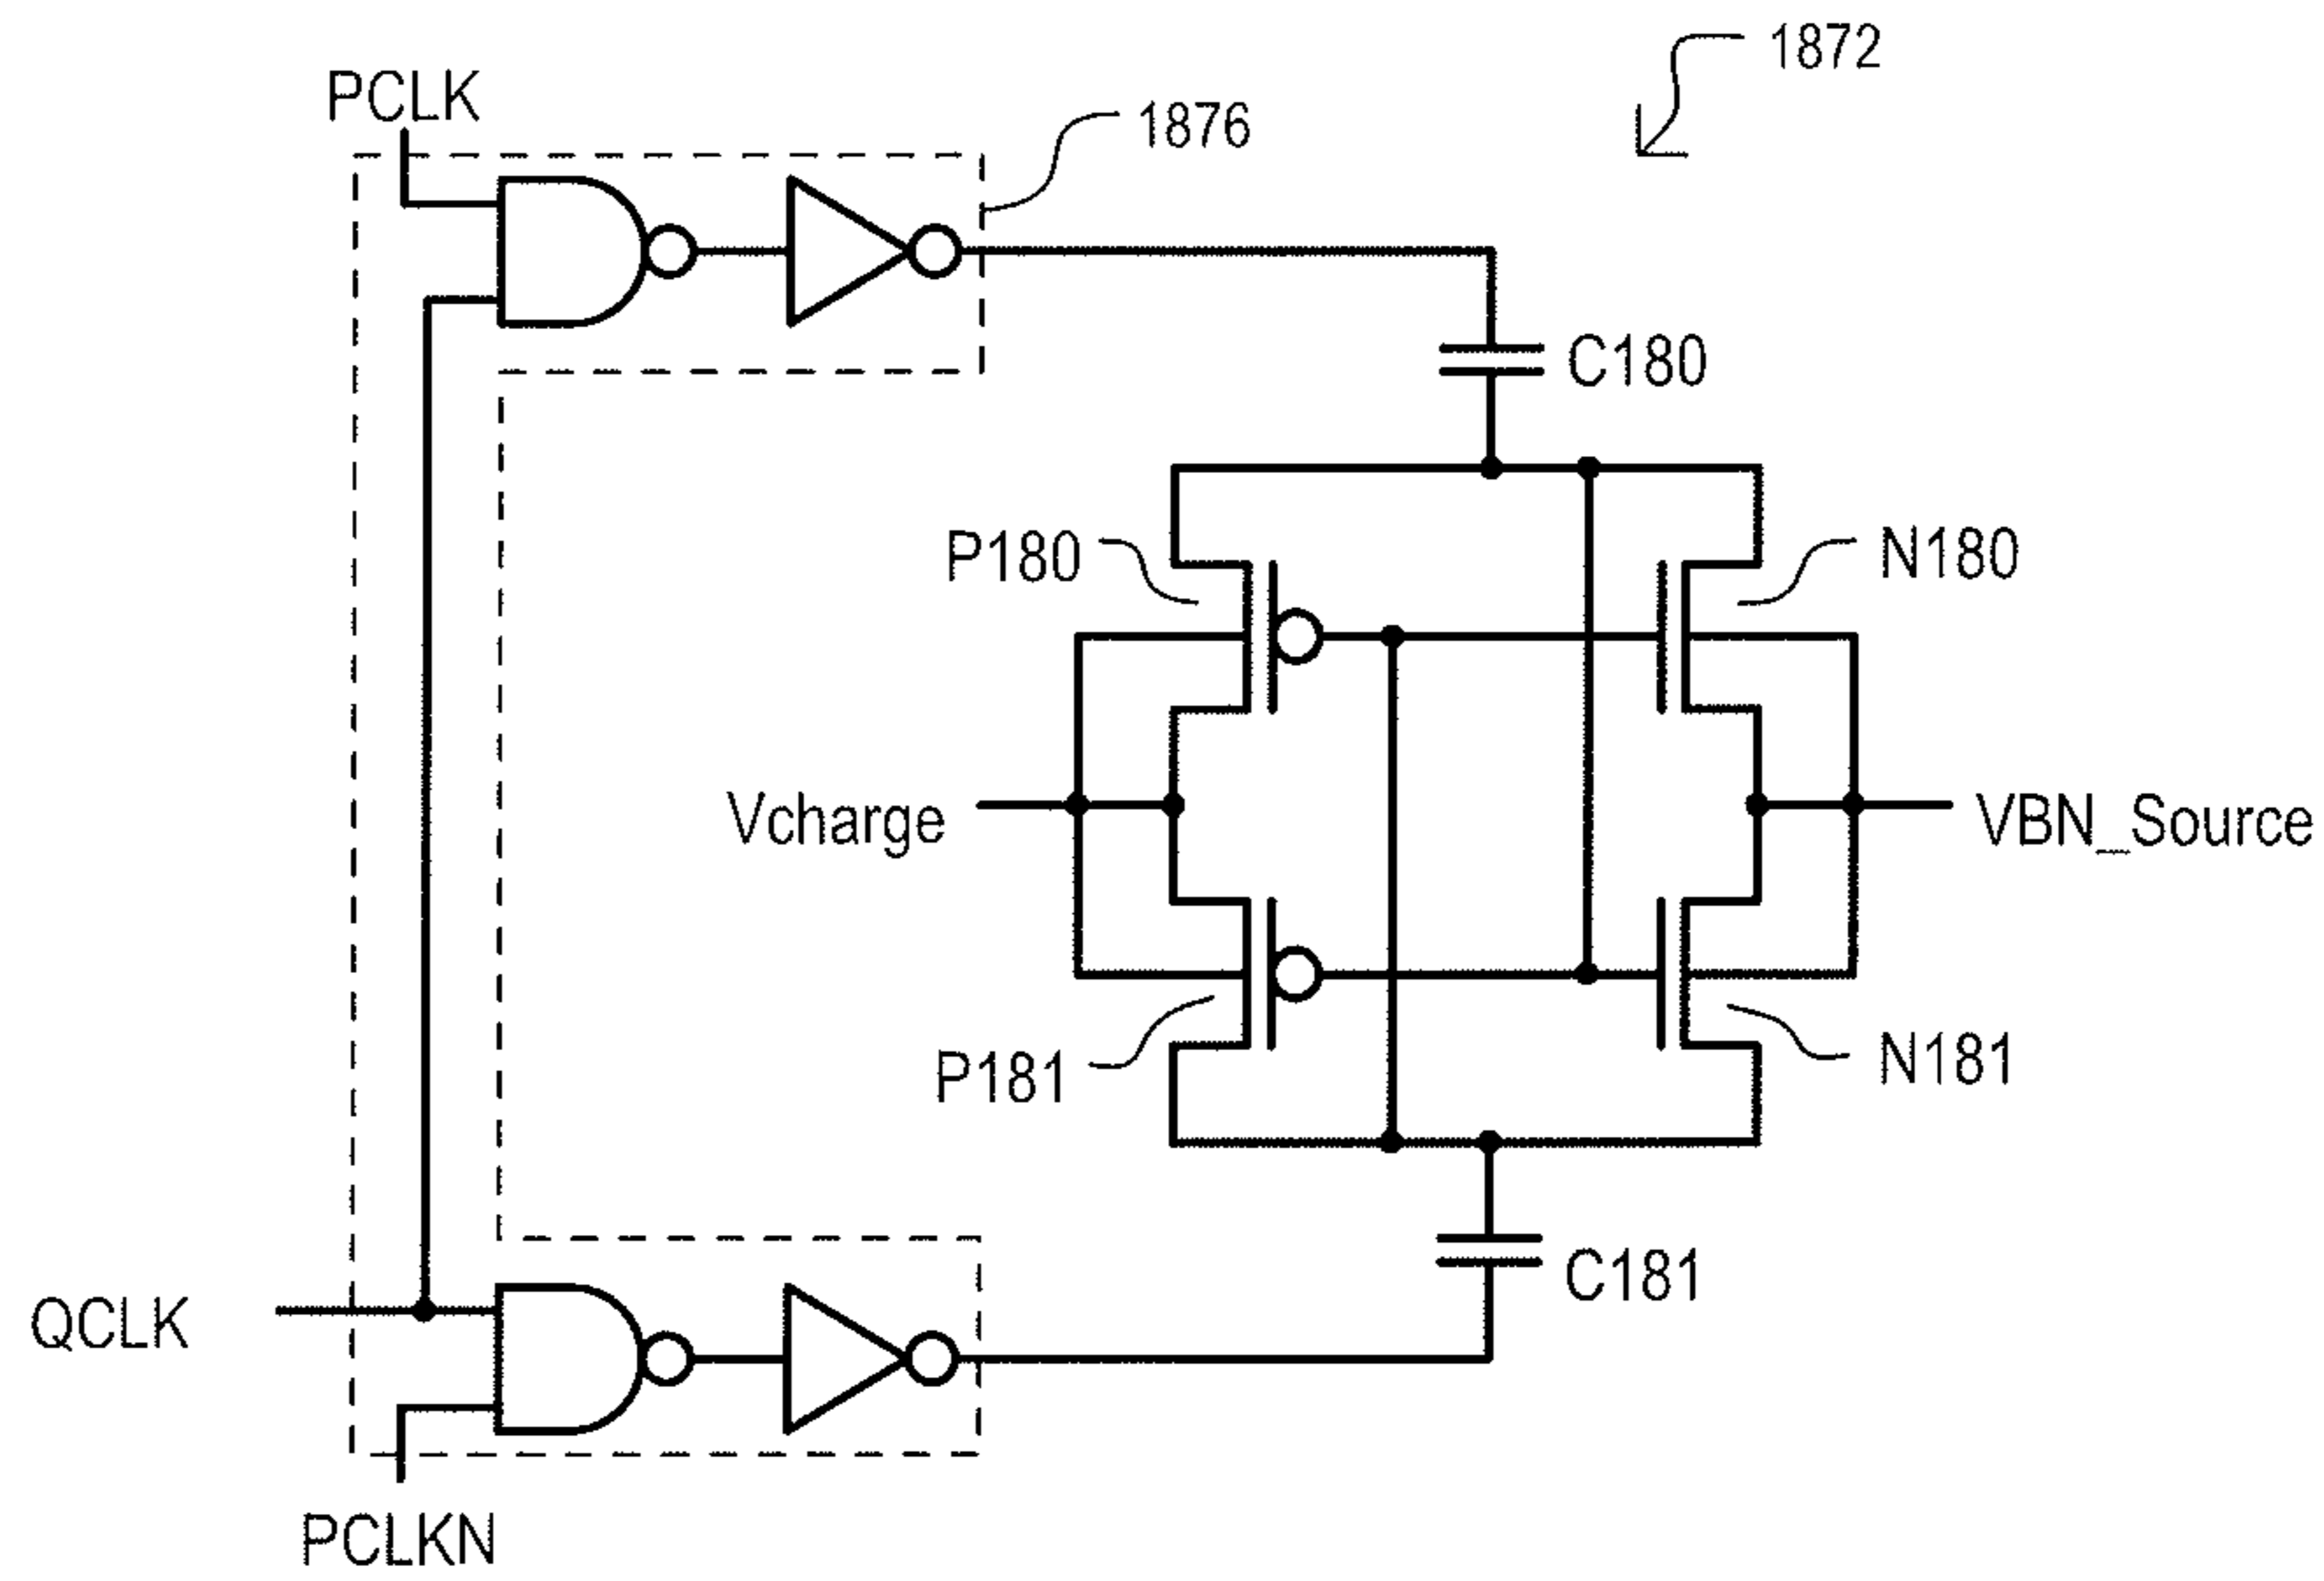 1872
PCLK
1876
C180
P180
N180
Vcharge
VBN_Source
P181
N181
C181
QCLK
PCLKN